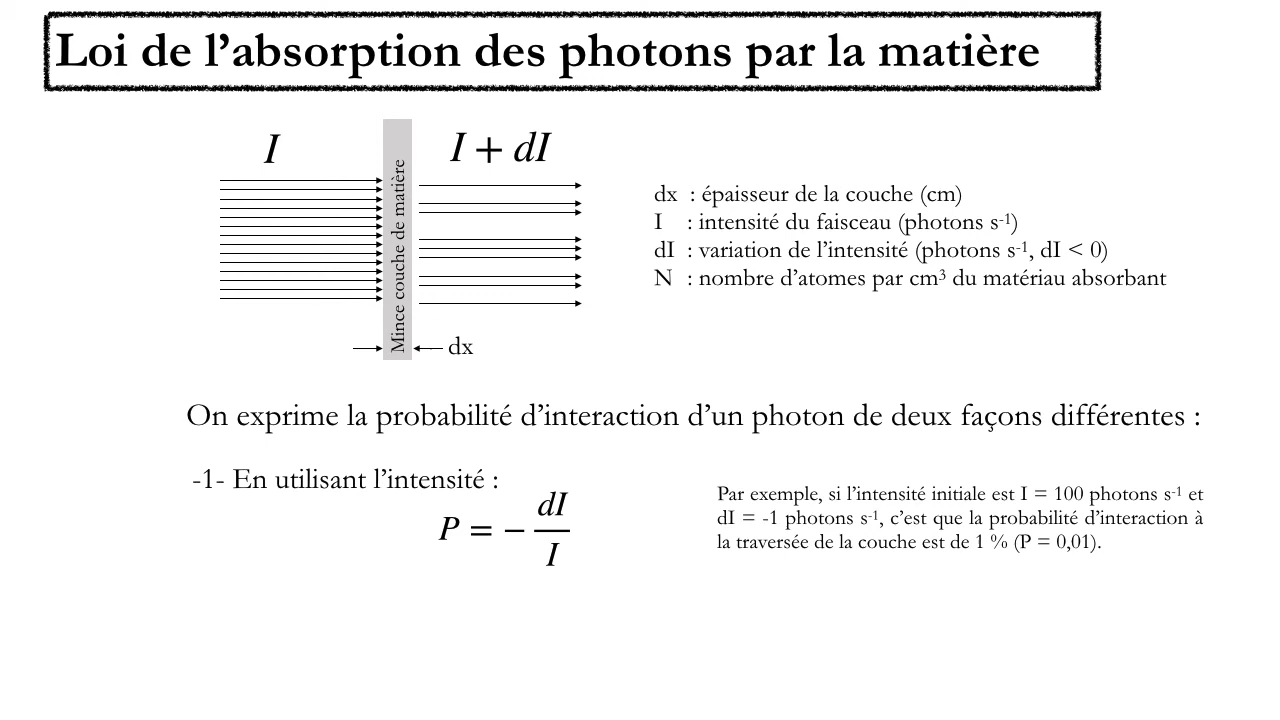 Loi de l’absorption des photons par la matière
I
I + dI
Mince couche de matière
dx
dx : épaisseur de la couche (cm)
I : intensité du faisceau (photons s⁻¹)
dI : variation de l’intensité (photons s⁻¹, dI < 0)
N : nombre d’atomes par cm³ du matériau absorbant
On exprime la probabilité d’interaction d’un photon de deux façons différentes :
-1- En utilisant l’intensité :
P = − dI/I
Par exemple, si l’intensité initiale est I = 100 photons s⁻¹ et
dI = -1 photons s⁻¹, c’est que la probabilité d’interaction à
la traversée de la couche est de 1 % (P = 0,01).